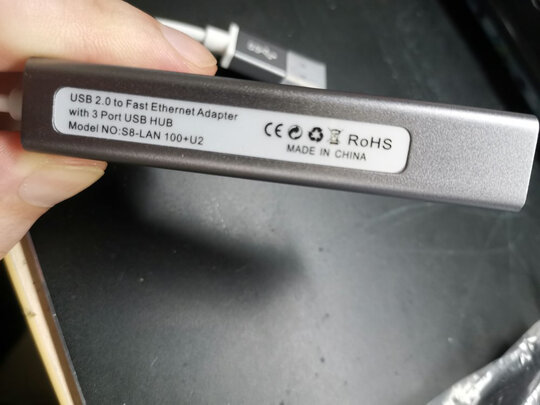 USB 2.0 to Fast Ethernet Adapter
with 3 Port USB HUB
Model NO:S8-LAN 100+U2
CE RoHS
MADE IN CHINA